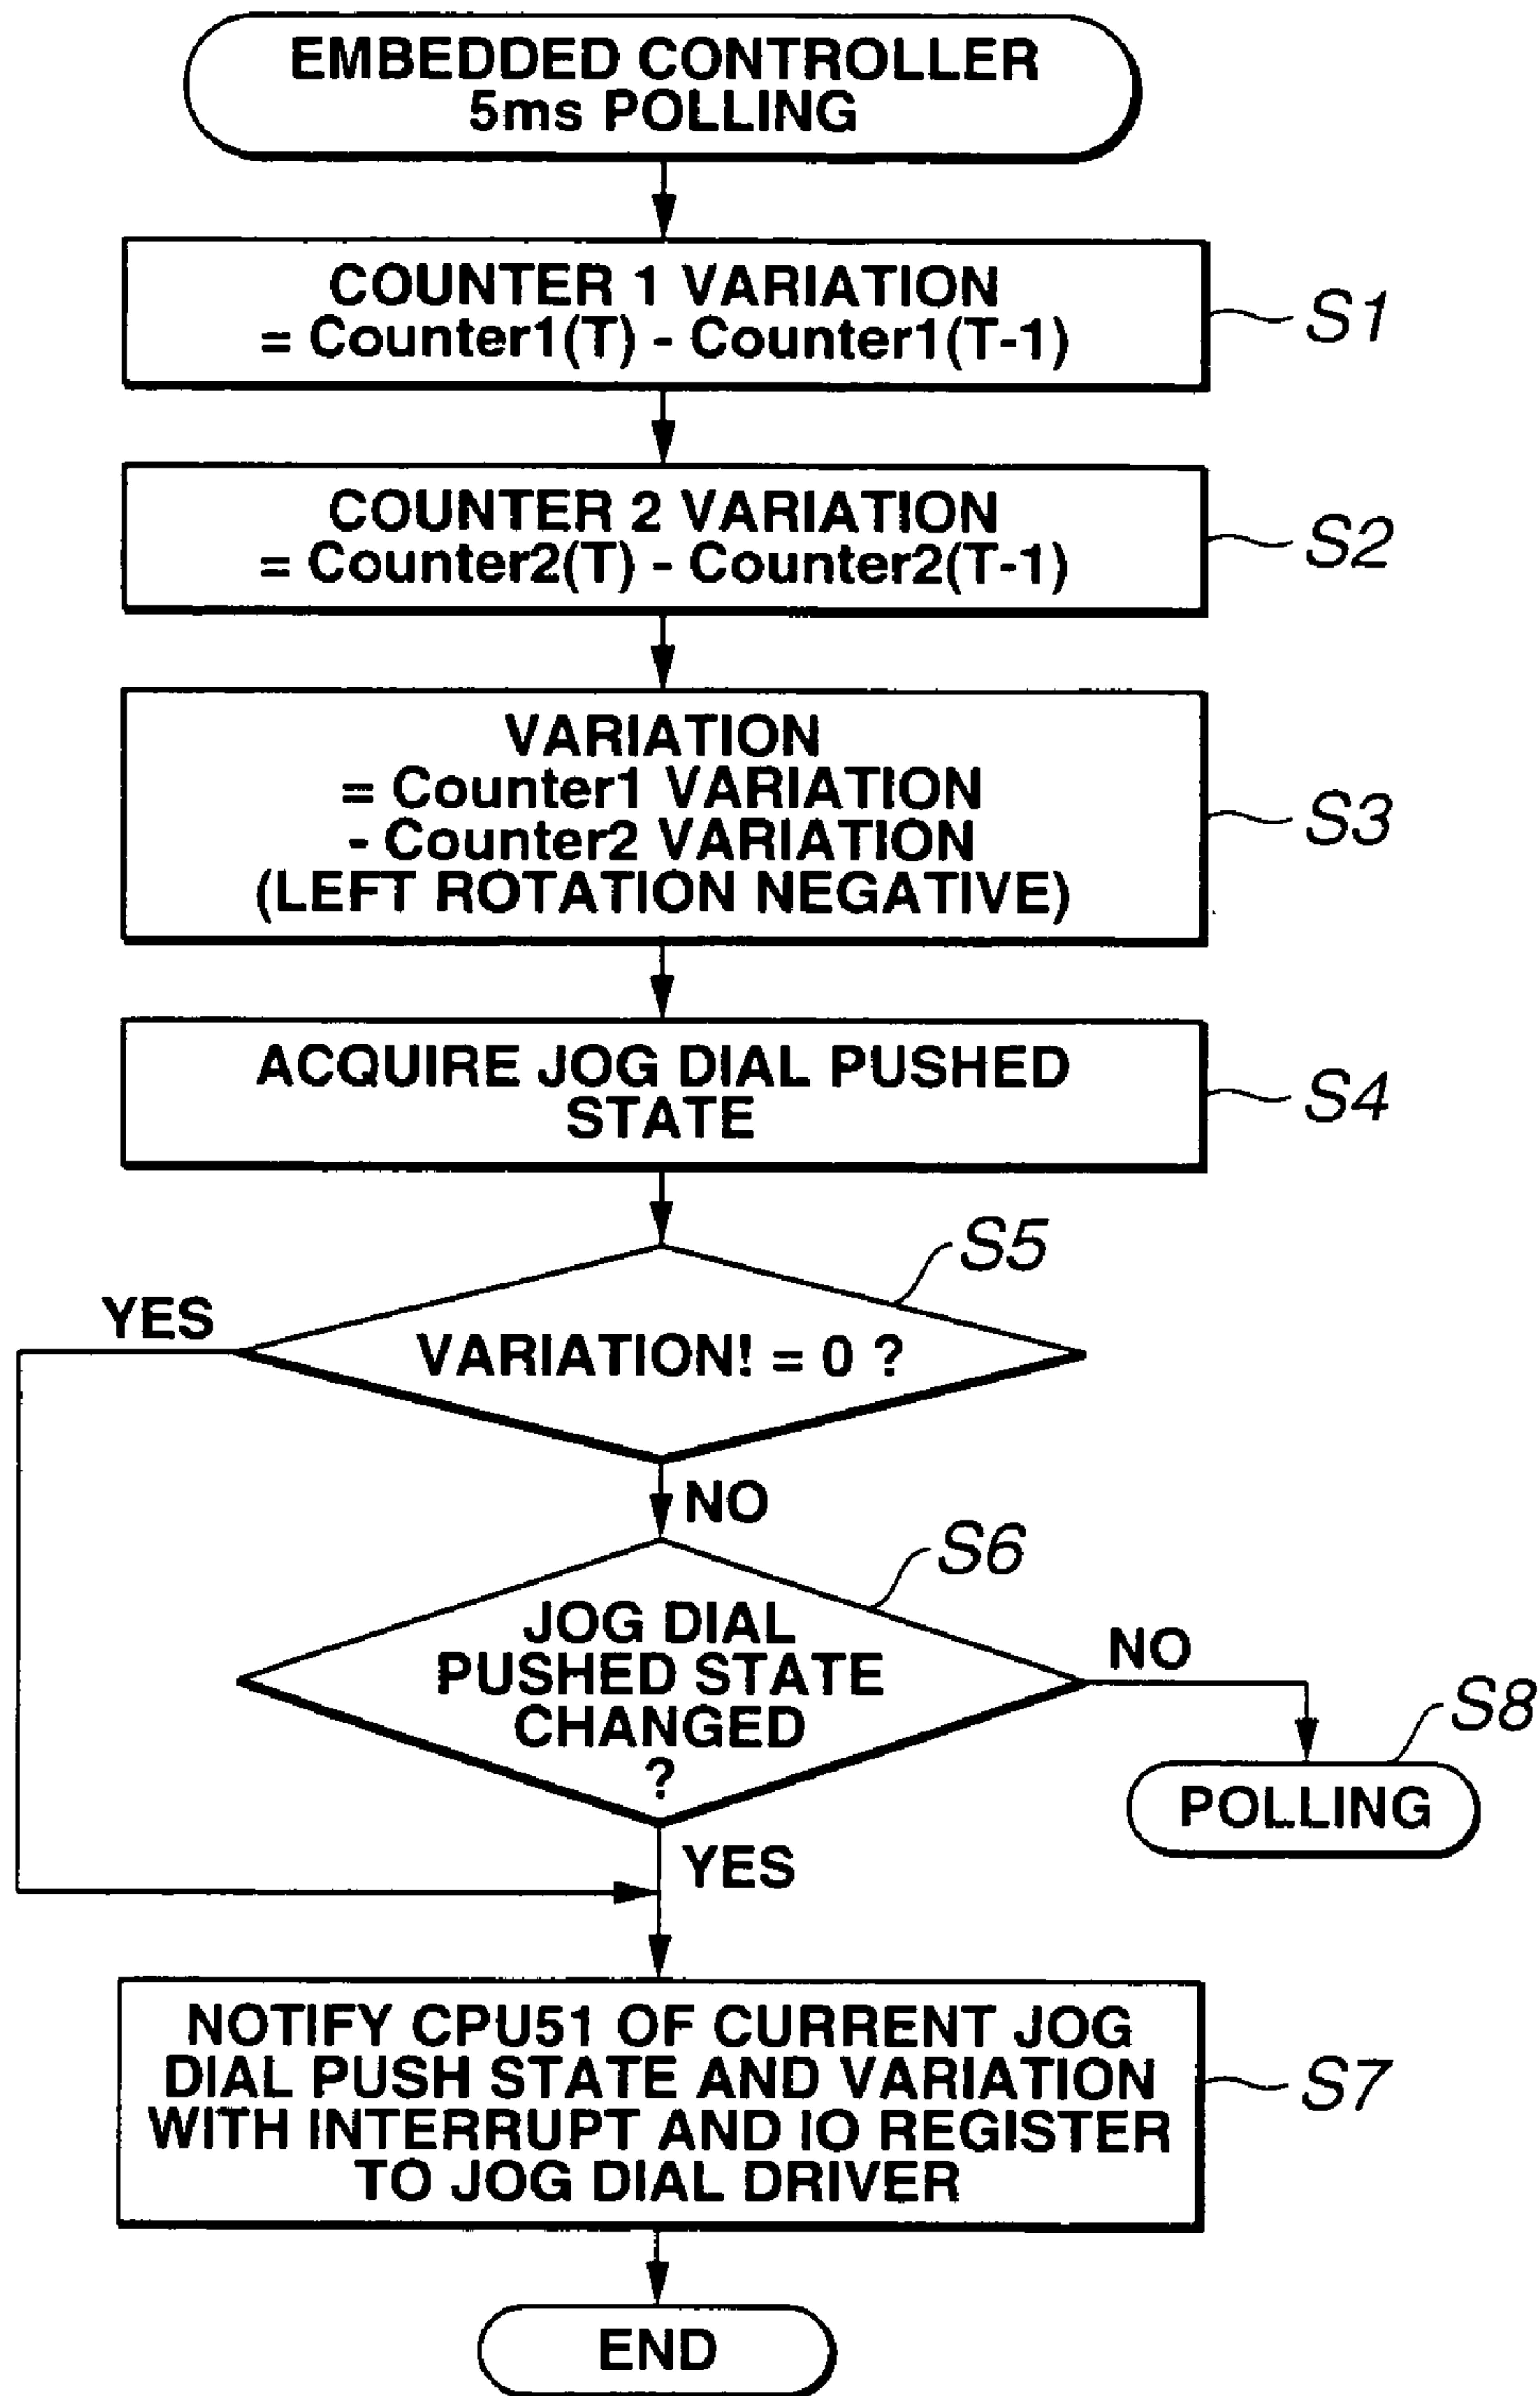 EMBEDDED CONTROLLER
5ms POLLING
COUNTER 1 VARIATION
= Counter1(T) - Counter1(T-1)
S1
COUNTER 2 VARIATION
= Counter2(T) - Counter2(T-1)
S2
VARIATION
= Counter1 VARIATION
- Counter2 VARIATION
(LEFT ROTATION NEGATIVE)
S3
ACQUIRE JOG DIAL PUSHED
STATE
S4
S5
YES
VARIATION! = 0 ?
NO
S6
JOG DIAL
PUSHED STATE
CHANGED
?
NO
S8
POLLING
YES
NOTIFY CPU51 OF CURRENT JOG
DIAL PUSH STATE AND VARIATION
WITH INTERRUPT AND IO REGISTER
TO JOG DIAL DRIVER
S7
END